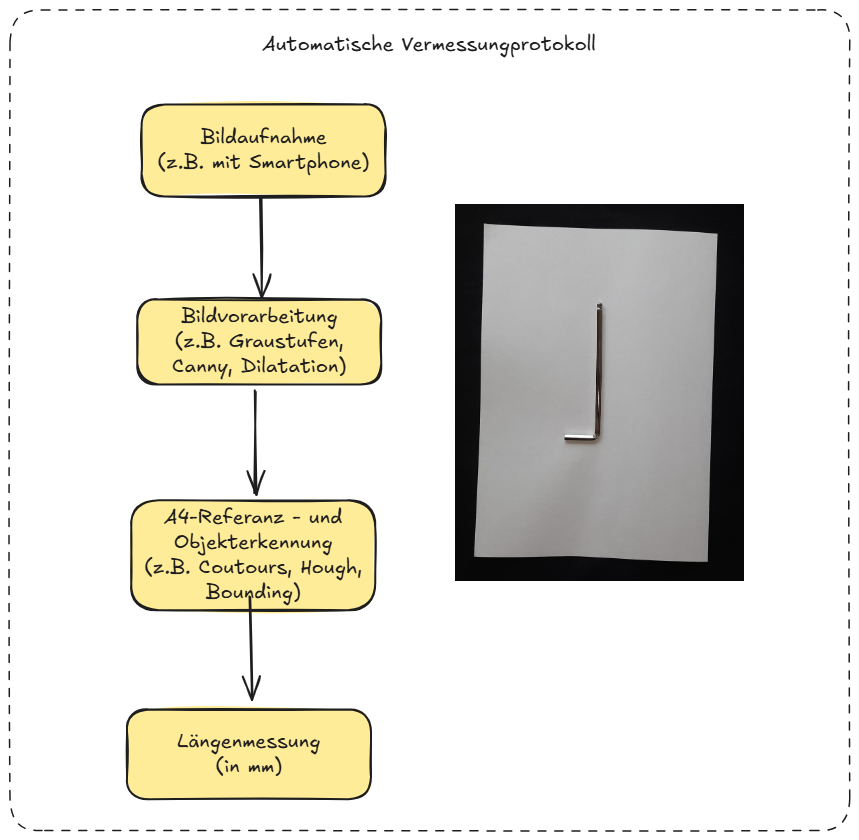 Automatische Vermessungprotokoll
Bildaufnahme
(z.B. mit Smartphone)
Bildvorarbeitung
(z.B. Graustufen,
Canny, Dilatation)
A4-Referanz - und
Objekterkennung
(z.B. Coutours, Hough,
Bounding)
Längenmessung
(in mm)